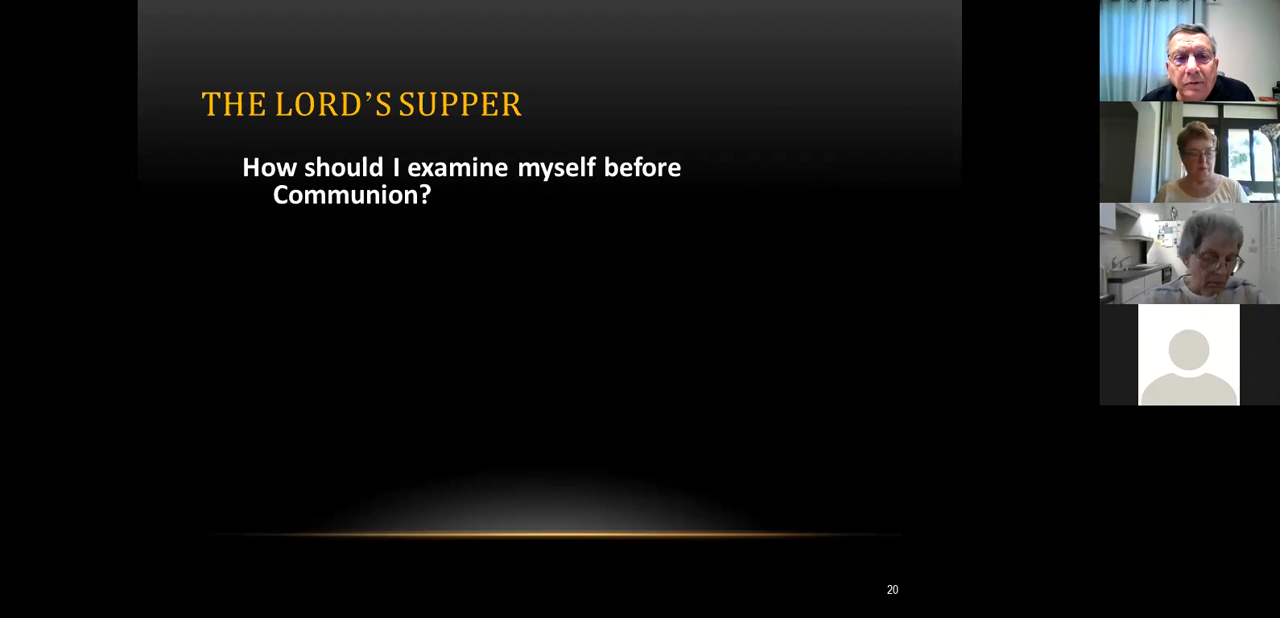 THE LORD’S SUPPER
How should I examine myself before
Communion?
20